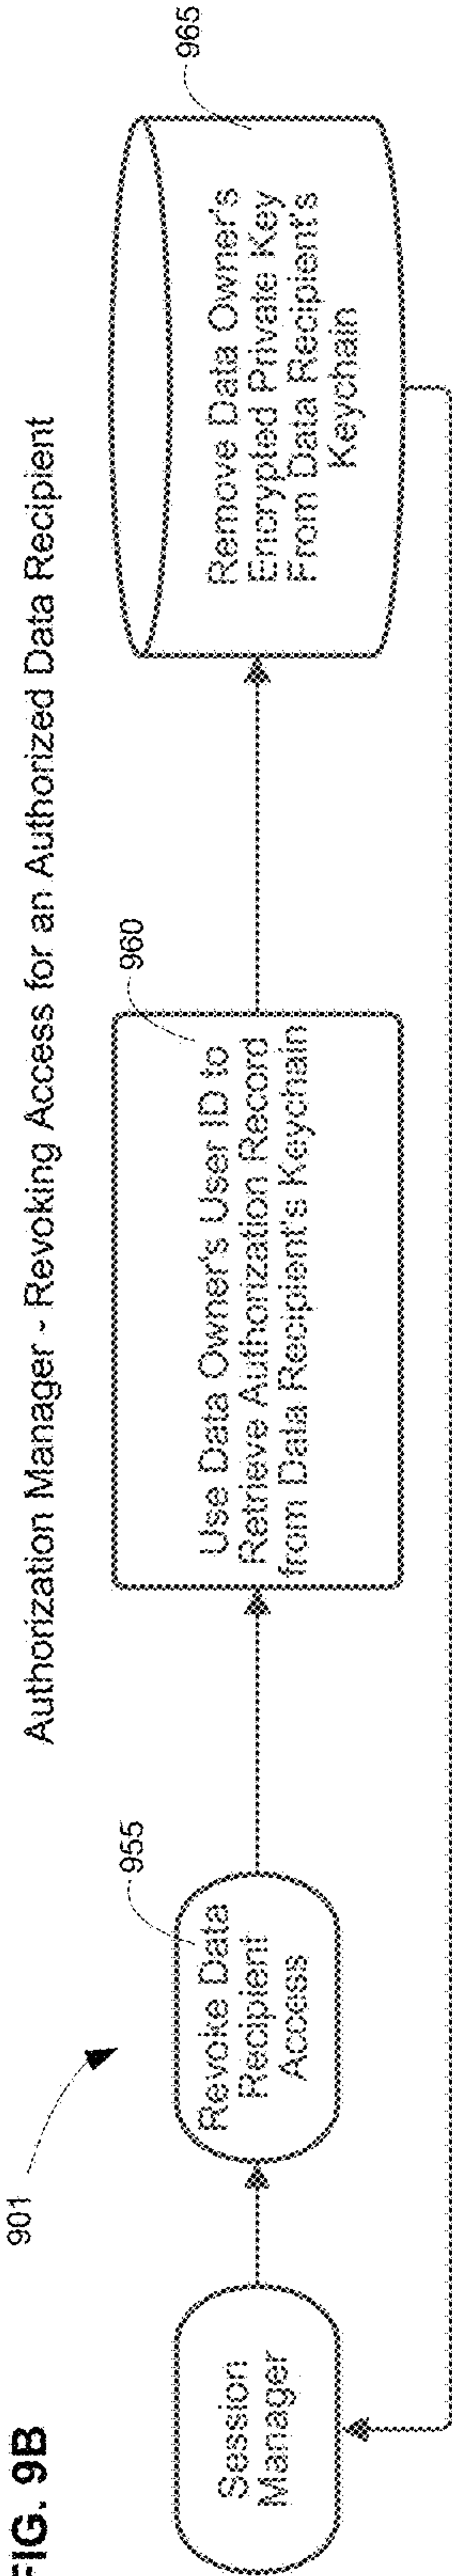 FIG. 9B
Authorization Manager - Revoking Access for an Authorized Data Recipient
901
Session
Manager
955
Revoke Data
Recipient
Access
960
Use Data Owner's User ID to
Retrieve Authorization Record
from Data Recipient's Keychain
965
Remove Data Owner's
Encrypted Private Key
From Data Recipient's
Keychain